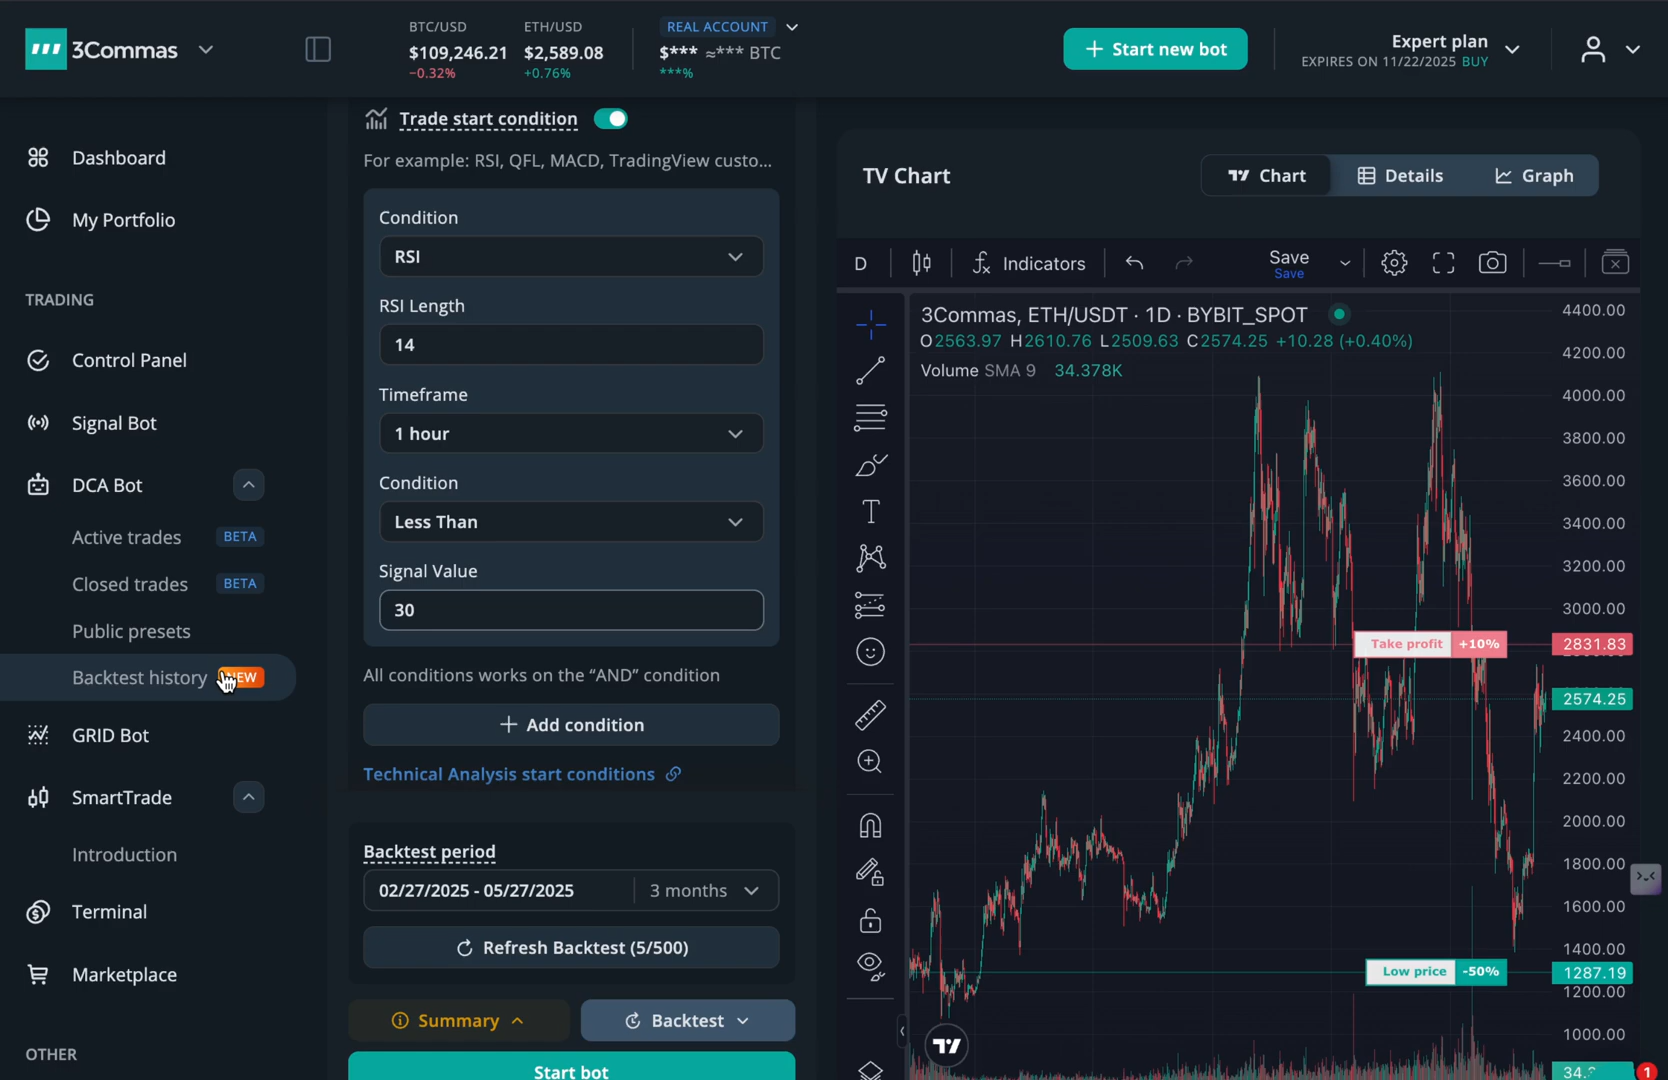 3Commas
BTC/USD
$109,246.21
−0.32%
ETH/USD
$2,589.08
+0.76%
REAL ACCOUNT
$*** ≈*** BTC
***%
+ Start new bot
Expert plan
EXPIRES ON 11/22/2025 BUY
Dashboard
My Portfolio
TRADING
Control Panel
Signal Bot
DCA Bot
Active trades BETA
Closed trades BETA
Public presets
Backtest history
GRID Bot
SmartTrade
Introduction
Terminal
Marketplace
OTHER
Trade start condition
For example: RSI, QFL, MACD, TradingView custo...
Condition
RSI
RSI Length
14
Timeframe
1 hour
Condition
Less Than
Signal Value
30
All conditions works on the “AND” condition
+ Add condition
Technical Analysis start conditions
Backtest period
02/27/2025 - 05/27/2025 3 months
Refresh Backtest (5/500)
Summary
Backtest
Start bot
TV Chart
Chart
Details
Graph
D
Indicators
Save
Save
3Commas, ETH/USDT · 1D · BYBIT_SPOT
O2563.97 H2610.76 L2509.63 C2574.25 +10.28 (+0.40%)
Volume SMA 9 34.378K
4400.00
4200.00
4000.00
3800.00
3600.00
3400.00
3200.00
3000.00
Take profit +10% 2831.83
2574.25
2400.00
2200.00
2000.00
1800.00
1600.00
1400.00
Low price -50% 1287.19
1200.00
1000.00
1